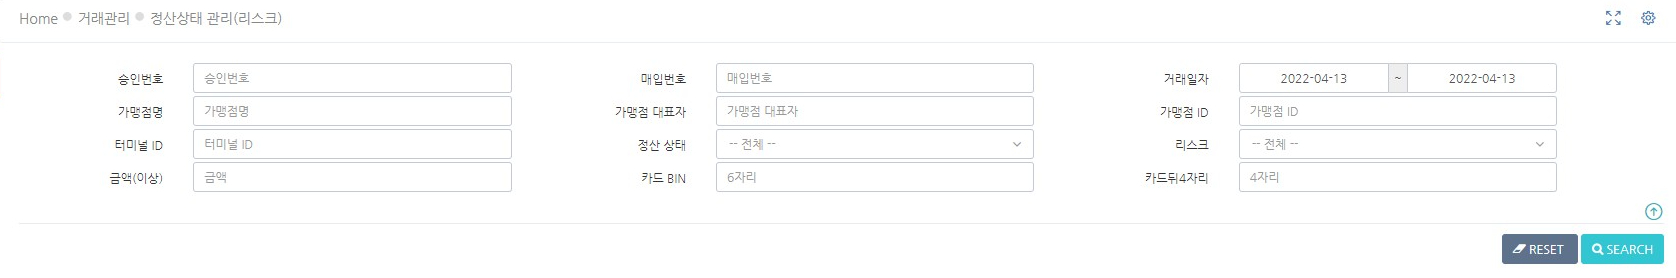 Home 거래관리 정산상태 관리(리스크)
승인번호 승인번호 매입번호 매입번호 거래일자 2022-04-13 ~ 2022-04-13
가맹점명 가맹점명 가맹점 대표자 가맹점 대표자 가맹점 ID 가맹점 ID
터미널 ID 터미널 ID 정산 상태 -- 전체 -- 리스크 -- 전체 --
금액(이상) 금액 카드 BIN 6자리 카드뒤4자리 4자리
RESET SEARCH